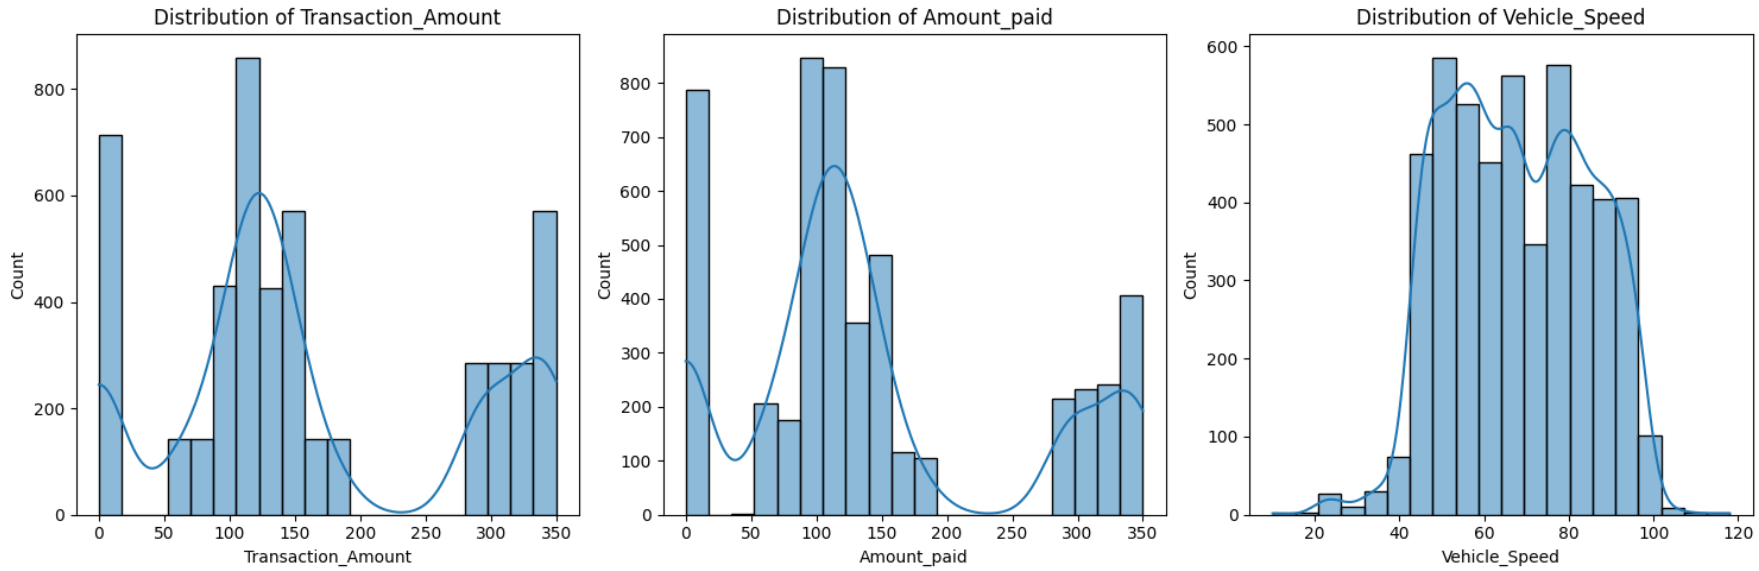 Distribution of Transaction_Amount
800
600
400
200
0
Count
0 50 100 150 200 250 300 350
Transaction_Amount
Distribution of Amount_paid
800
700
600
500
400
300
200
100
0
Count
0 50 100 150 200 250 300 350
Amount_paid
Distribution of Vehicle_Speed
600
500
400
300
200
100
0
Count
20 40 60 80 100 120
Vehicle_Speed